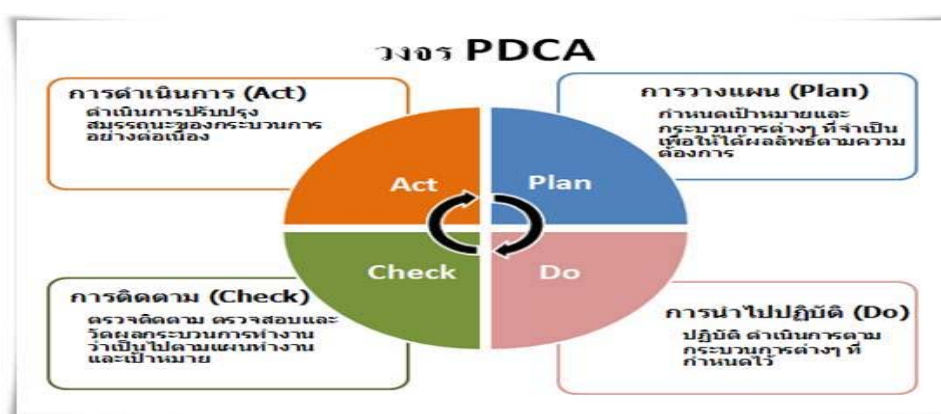 วงจร PDCA
การดำเนินการ (Act)
ดำเนินการปรับปรุง
สมรรถนะของกระบวนการ
อย่างต่อเนื่อง
การวางแผน (Plan)
กำหนดเป้าหมายและ
กระบวนการต่างๆ ที่จำเป็น
เพื่อให้ได้ผลลัพธ์ตามความ
ต้องการ
Act
Plan
Check
Do
การติดตาม (Check)
ตรวจติดตาม ตรวจสอบและ
วัดผลกระบวนการทำงาน
ว่าเป็นไปตามแผนทำงาน
และเป้าหมาย
การนำไปปฏิบัติ (Do)
ปฏิบัติ ดำเนินการตาม
กระบวนการต่างๆ ที่
กำหนดไว้